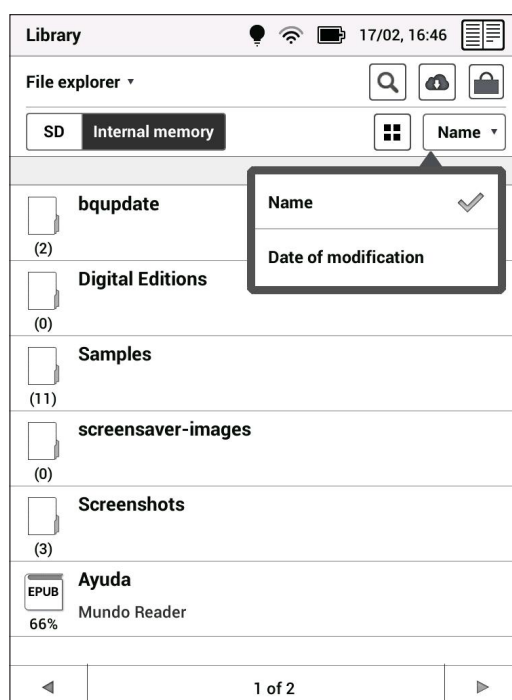 Library 17/02, 16:46
File explorer
SD Internal memory Name
Name
Date of modification
bqupdate
(2)
Digital Editions
(0)
Samples
(11)
screensaver-images
(0)
Screenshots
(3)
Ayuda
EPUB
Mundo Reader
66%
1 of 2